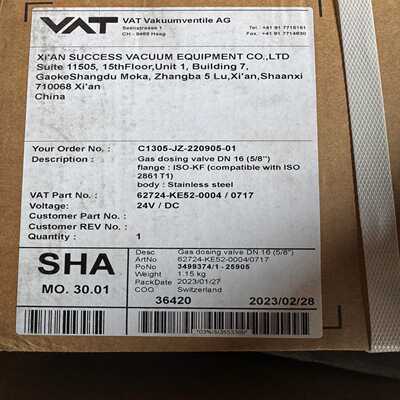 VAT
VAT Vakuumventile AG
Seelistrasse 1
CH - 9469 Haag
Tel.: +41 81 7716161
Fax: +41 81 7714830
XI'AN SUCCESS VACUUM EQUIPMENT CO.,LTD
Suite 11505, 15thFloor,Unit 1, Building 7,
GaokeShangdu Moka, Zhangba 5 Lu,Xi'an,Shaanxi
710068 Xi'an
China
Your Order No.: C1305-JZ-220905-01
Description : Gas dosing valve DN 16 (5/8")
flange : ISO-KF (compatible with ISO
2861 T1)
body : Stainless steel
VAT Part No.: 62724-KE52-0004 / 0717
Voltage: 24V / DC
Customer Part No.:
Customer REV No.:
Quantity : 1
SHA
MO. 30.01
Desc Gas dosing valve DN 16 (5/8")
ArtNo 62724-KE52-0004/0717
PoNo 3499374/1 - 25905
Weight 1.15 kg
PackDate 2023/01/27
COO Switzerland
36420 2023/02/28